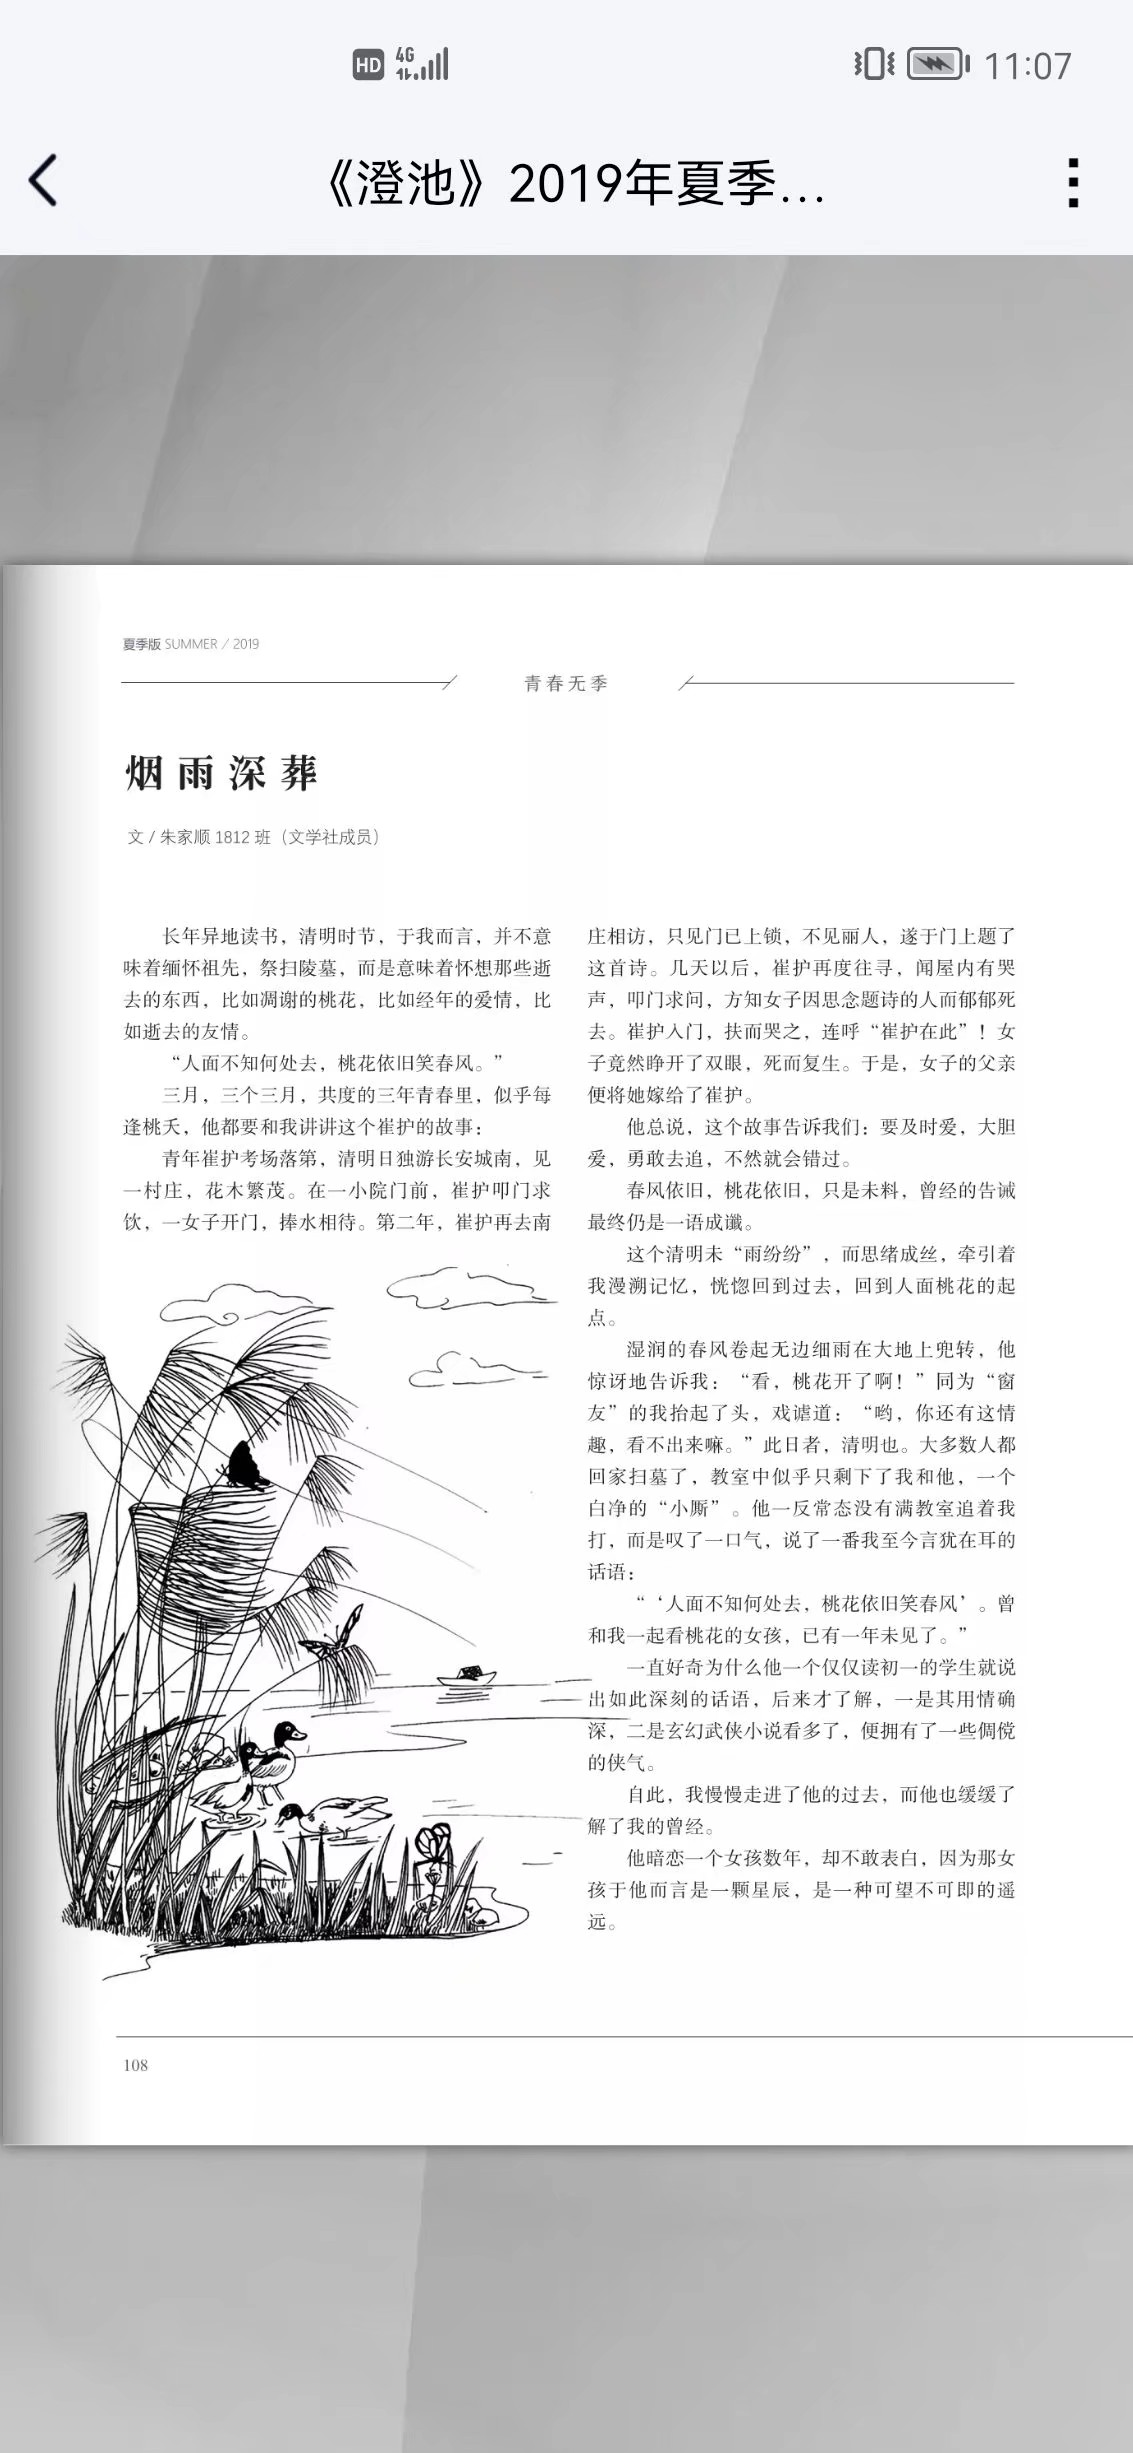 HD 4G 11:07
《澄池》2019年夏季...
夏季版 SUMMER / 2019
青春无季
烟雨深葬
文 / 朱家顺 1812 班（文学社成员）
长年异地读书，清明时节，于我而言，并不意
味着缅怀祖先，祭扫陵墓，而是意味着怀想那些逝
去的东西，比如凋谢的桃花，比如经年的爱情，比
如逝去的友情。
“人面不知何处去，桃花依旧笑春风。”
三月，三个三月，共度的三年青春里，似乎每
逢桃夭，他都要和我讲讲这个崔护的故事：
青年崔护考场落第，清明日独游长安城南，见
一村庄，花木繁茂。在一小院门前，崔护叩门求
饮，一女子开门，捧水相待。第二年，崔护再去南
庄相访，只见门已上锁，不见丽人，遂于门上题了
这首诗。几天以后，崔护再度往寻，闻屋内有哭
声，叩门求问，方知女子因思念题诗的人而郁郁死
去。崔护入门，扶而哭之，连呼“崔护在此”！女
子竟然睁开了双眼，死而复生。于是，女子的父亲
便将她嫁给了崔护。
他总说，这个故事告诉我们：要及时爱，大胆
爱，勇敢去追，不然就会错过。
春风依旧，桃花依旧，只是未料，曾经的告诫
最终仍是一语成谶。
这个清明未“雨纷纷”，而思绪成丝，牵引着
我漫溯记忆，恍惚回到过去，回到人面桃花的起
点。
湿润的春风卷起无边细雨在大地上兜转，他
惊讶地告诉我：“看，桃花开了啊！”同为“窗
友”的我抬起了头，戏谑道：“哟，你还有这情
趣，看不出来嘛。”此日者，清明也。大多数人都
回家扫墓了，教室中似乎只剩下了我和他，一个
白净的“小厮”。他一反常态没有满教室追着我
打，而是叹了一口气，说了一番我至今言犹在耳的
话语：
“‘人面不知何处去，桃花依旧笑春风’。曾
和我一起看桃花的女孩，已有一年未见了。”
一直好奇为什么他一个仅仅读初一的学生就说
出如此深刻的话语，后来才了解，一是其用情确
深，二是玄幻武侠小说看多了，便拥有了一些倜傥
的侠气。
自此，我慢慢走进了他的过去，而他也缓缓了
解了我的曾经。
他暗恋一个女孩数年，却不敢表白，因为那女
孩于他而言是一颗星辰，是一种可望不可即的遥
远。
108